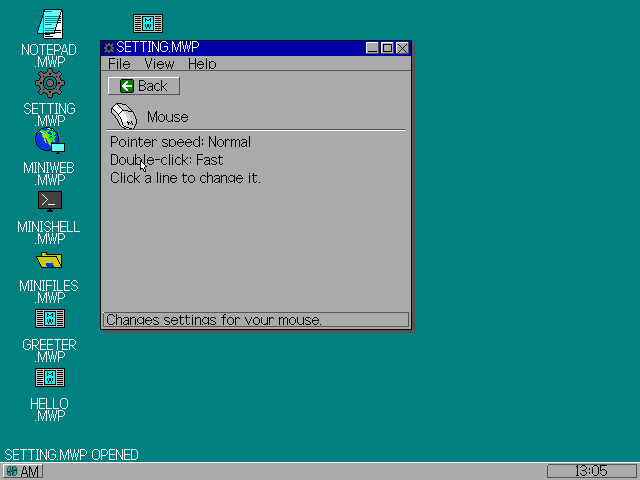 NOTEPAD
.MWP
SETTING
.MWP
MINIWEB
.MWP
MINISHELL
.MWP
MINIFILES
.MWP
GREETER
.MWP
HELLO
.MWP
SETTING.MWP
File View Help
Back
Mouse
Pointer speed: Normal
Double-click: Fast
Click a line to change it.
Changes settings for your mouse.
SETTING.MWP OPENED
AM
13:05